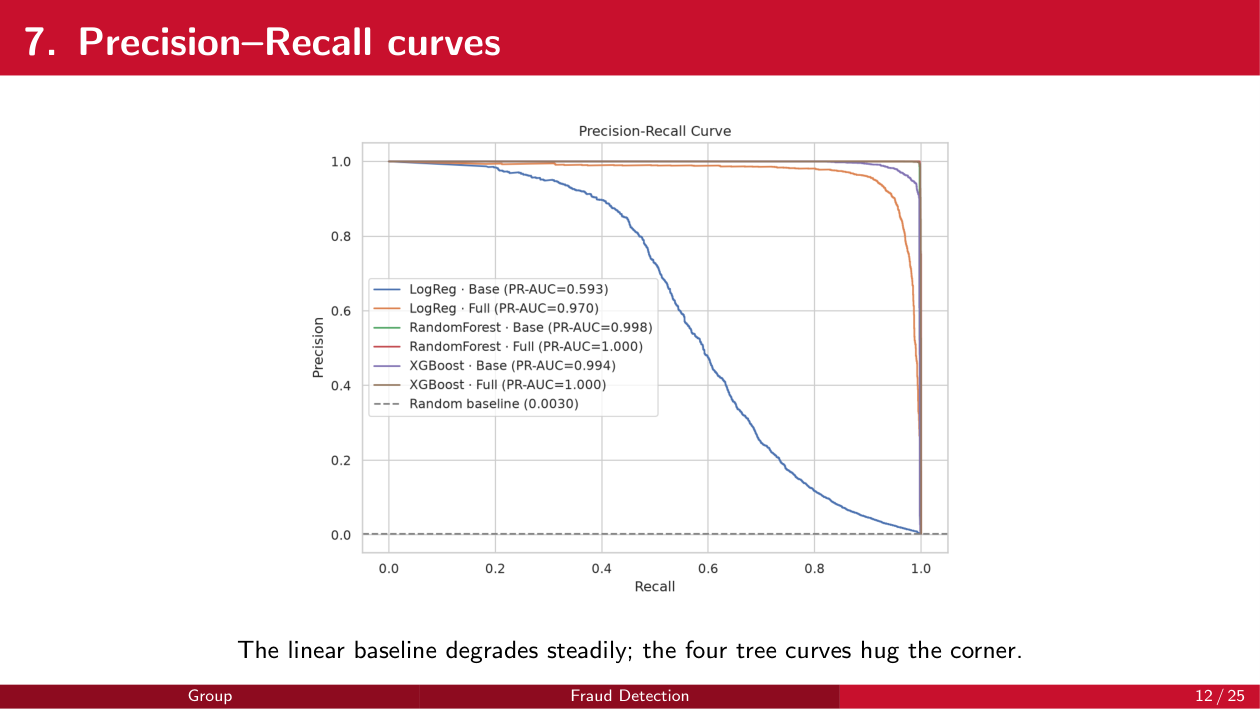 7. Precision–Recall curves
Precision-Recall Curve
1.0
0.8
0.6
0.4
0.2
0.0
Precision
LogReg · Base (PR-AUC=0.593)
LogReg · Full (PR-AUC=0.970)
RandomForest · Base (PR-AUC=0.998)
RandomForest · Full (PR-AUC=1.000)
XGBoost · Base (PR-AUC=0.994)
XGBoost · Full (PR-AUC=1.000)
Random baseline (0.0030)
0.0 0.2 0.4 0.6 0.8 1.0
Recall
The linear baseline degrades steadily; the four tree curves hug the corner.
Group Fraud Detection 12 / 25